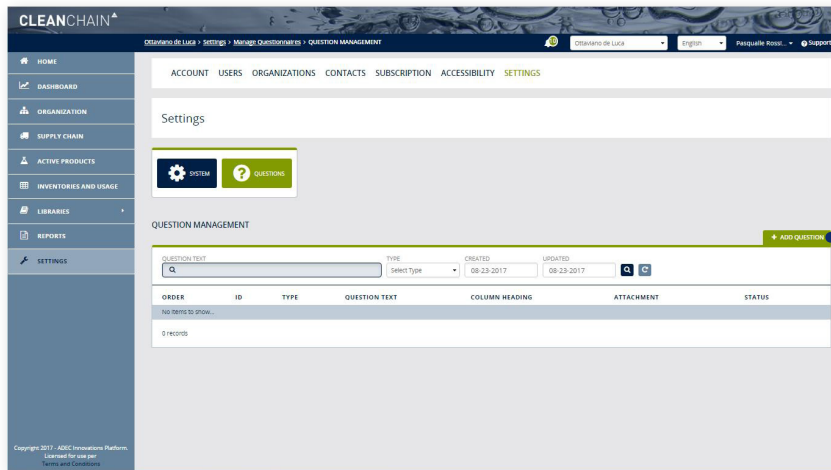 CLEANCHAIN
Ottaviano de Luca > Settings > Manage Questionnaires > QUESTION MANAGEMENT
10
Ottaviano de Luca
English
Pasquaile Rossi...
Support
HOME
DASHBOARD
ORGANIZATION
SUPPLY CHAIN
ACTIVE PRODUCTS
INVENTORIES AND USAGE
LIBRARIES
REPORTS
SETTINGS
ACCOUNT USERS ORGANIZATIONS CONTACTS SUBSCRIPTION ACCESSIBILITY SETTINGS
Settings
SYSTEM
QUESTIONS
QUESTION MANAGEMENT
+ ADD QUESTION
QUESTION TEXT TYPE CREATED UPDATED
Select Type 08-23-2017 08-23-2017
ORDER ID TYPE QUESTION TEXT COLUMN HEADING ATTACHMENT STATUS
No items to show...
0 records
Copyright 2017 - ADEC Innovations Platform.
Licensed for use per
Terms and Conditions